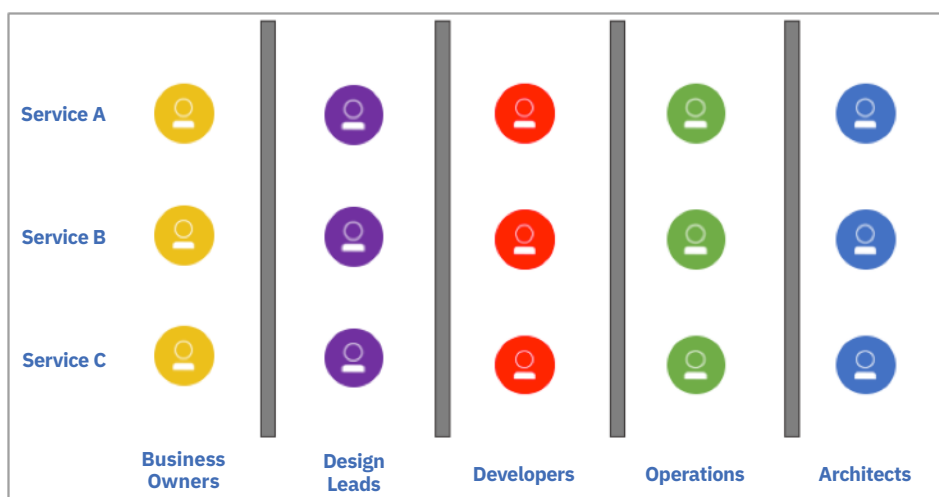 Service A
Service B
Service C
Business
Owners
Design
Leads
Developers
Operations
Architects